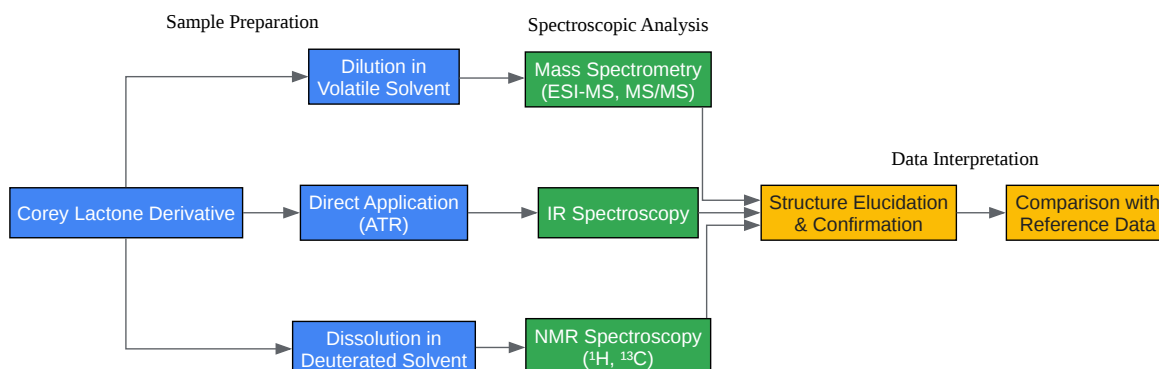 Sample Preparation
Spectroscopic Analysis
Dilution in
Volatile Solvent
Mass Spectrometry
(ESI-MS, MS/MS)
Data Interpretation
Corey Lactone Derivative
Direct Application
(ATR)
IR Spectroscopy
Structure Elucidation
& Confirmation
Comparison with
Reference Data
Dissolution in
Deuterated Solvent
NMR Spectroscopy
(¹H, ¹³C)